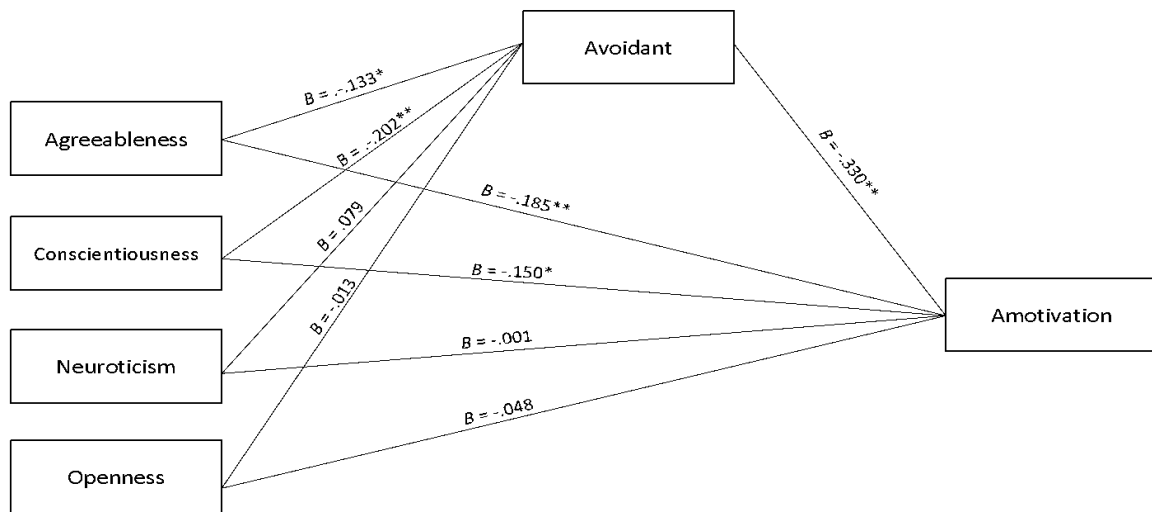 Avoidant
B = .-.133*
Agreeableness
B = .-.202**
B = -.330**
B = -.185**
B = .079
Conscientiousness
B = -.150*
B = -.013
Amotivation
Neuroticism
B = -.001
B = -.048
Openness